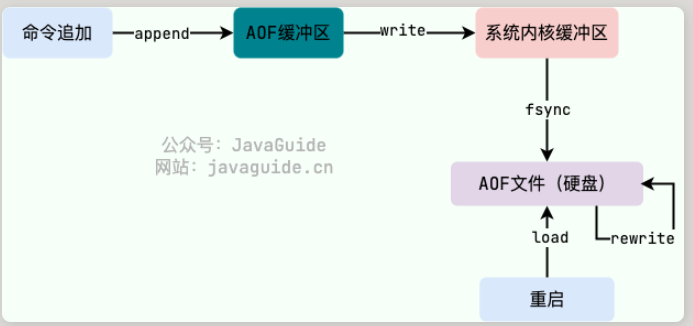 命令追加
append
AOF缓冲区
write
系统内核缓冲区
fsync
公众号：JavaGuide
网站：javaguide.cn
AOF文件（硬盘）
load
rewrite
重启